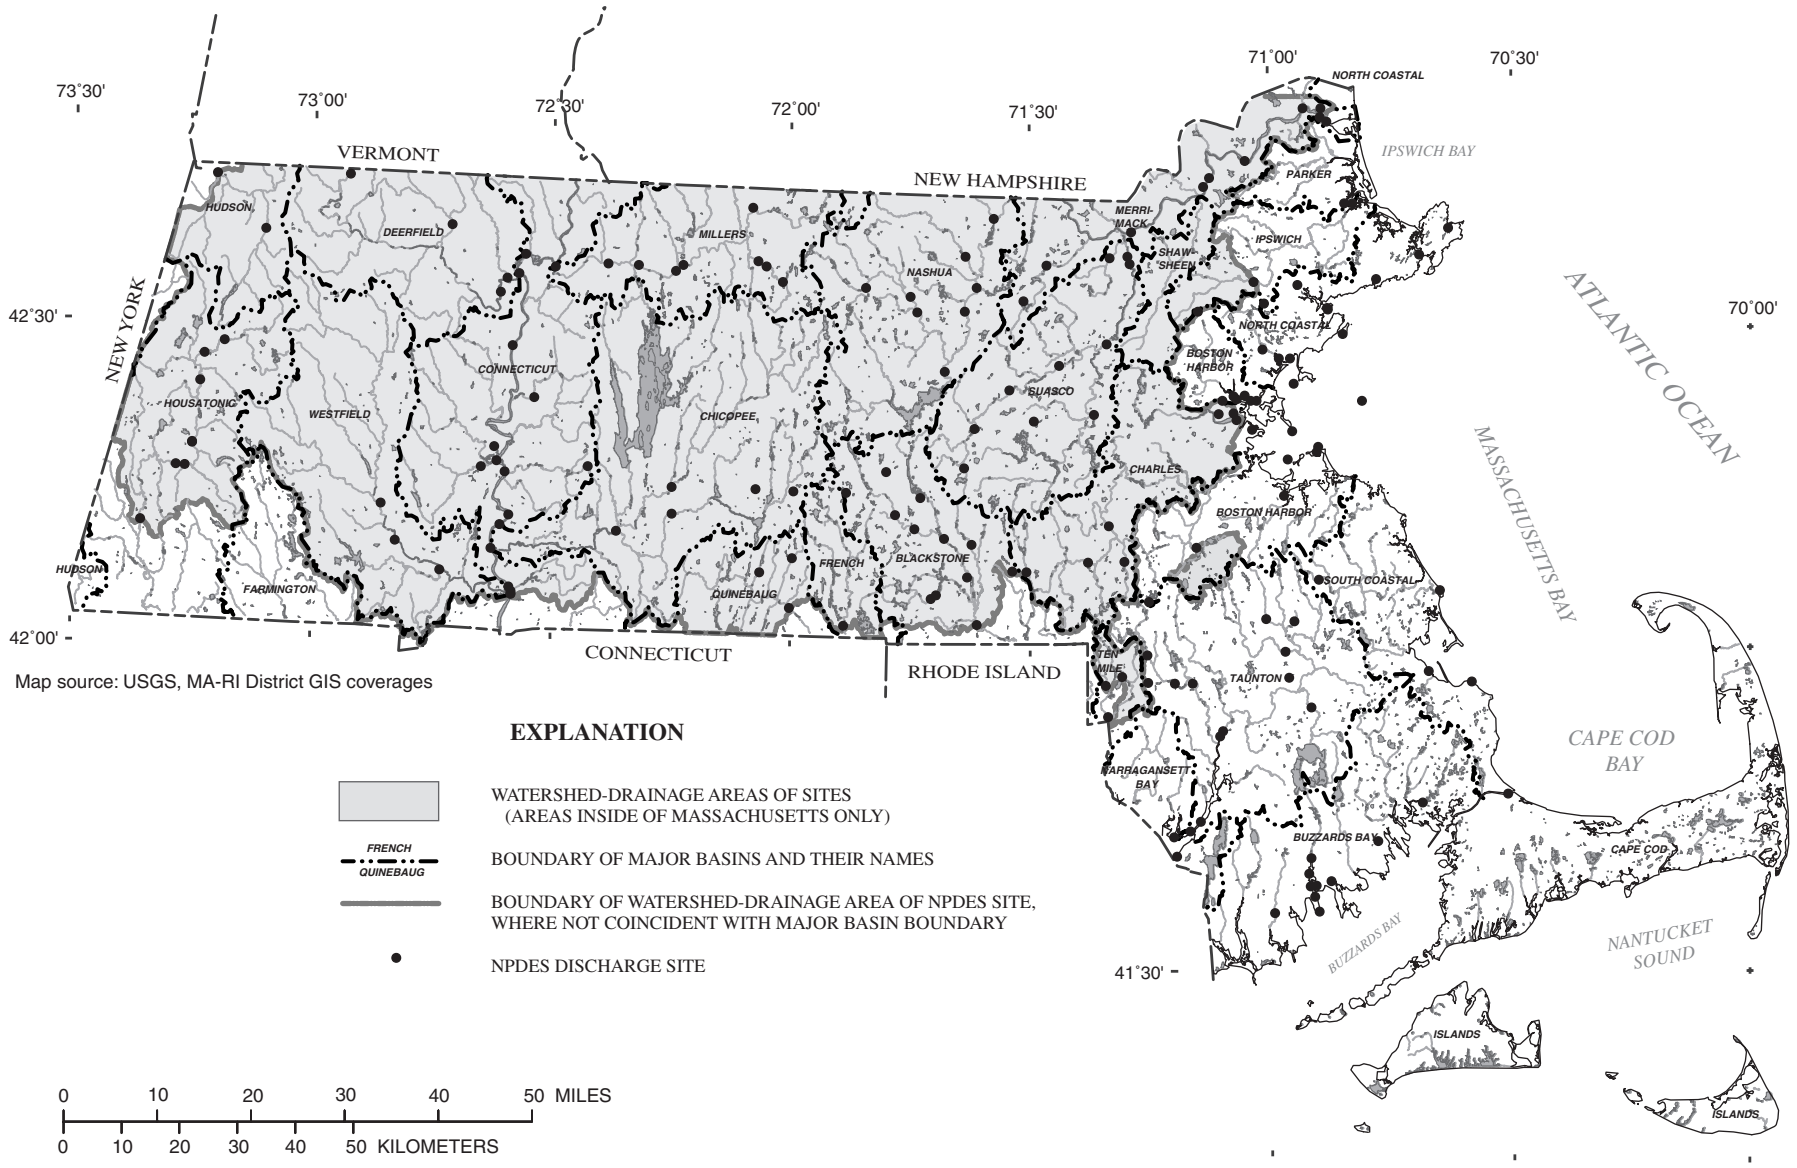 71°00'
70°30'
NORTH COASTAL
73°30'
73°00'
72°30'
72°00'
71°30'
VERMONT
NEW HAMPSHIRE
IPSWICH BAY
PARKER
HUDSON
DEERFIELD
MILLERS
MERRI-
MACK
SHAW-
SHEEN
IPSWICH
NASHUA
NEW YORK
42°30'
70°00'
ATLANTIC OCEAN
NORTH COASTAL
BOSTON
HARBOR
CONNECTICUT
SUASCO
HOUSATONIC
WESTFIELD
CHICOPEE
MASSACHUSETTS BAY
CHARLES
BOSTON HARBOR
HUDSON
FARMINGTON
QUINEBAUG
FRENCH
BLACKSTONE
SOUTH COASTAL
42°00'
CONNECTICUT
RHODE ISLAND
TEN
MILE
TAUNTON
Map source: USGS, MA-RI District GIS coverages
EXPLANATION
CAPE COD
BAY
NARRAGANSETT
BAY
WATERSHED-DRAINAGE AREAS OF SITES
(AREAS INSIDE OF MASSACHUSETTS ONLY)
BUZZARDS BAY
CAPE COD
FRENCH
QUINEBAUG
BOUNDARY OF MAJOR BASINS AND THEIR NAMES
BOUNDARY OF WATERSHED-DRAINAGE AREA OF NPDES SITE,
WHERE NOT COINCIDENT WITH MAJOR BASIN BOUNDARY
NPDES DISCHARGE SITE
BUZZARDS BAY
NANTUCKET
SOUND
41°30'
ISLANDS
ISLANDS
0 10 20 30 40 50 MILES
0 10 20 30 40 50 KILOMETERS